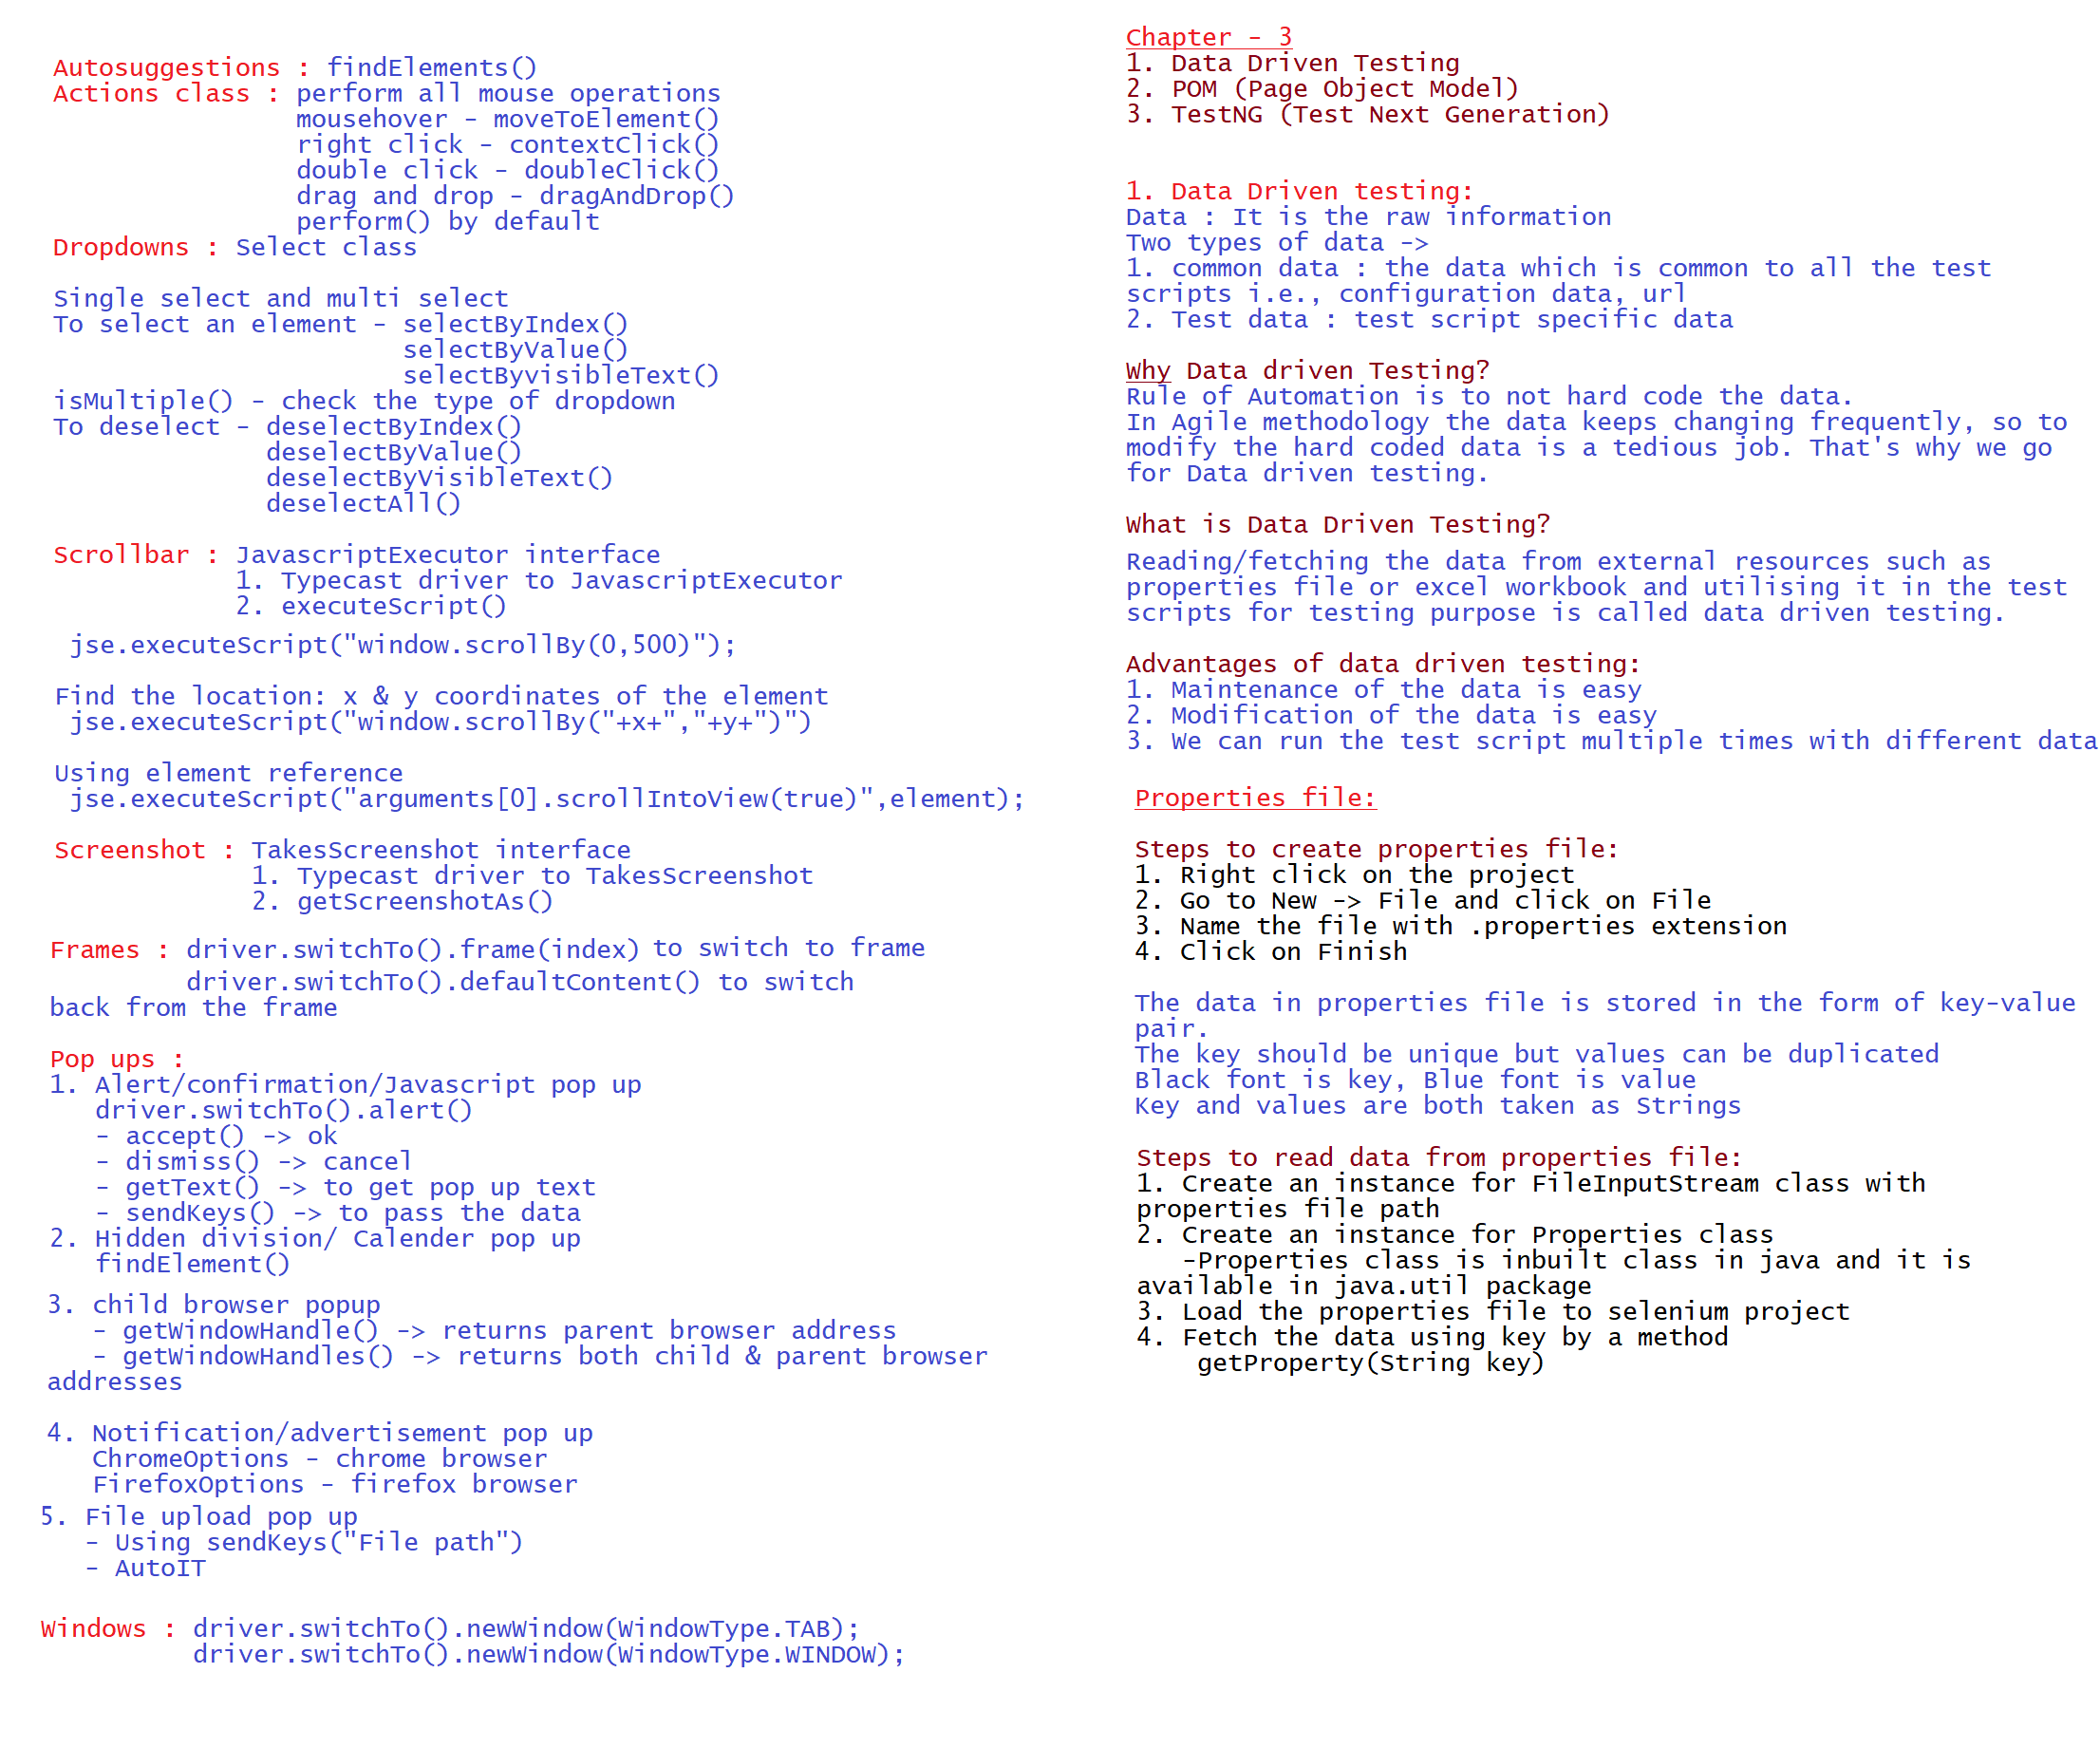 Autosuggestions : findElements()
Actions class : perform all mouse operations
mousehover - moveToElement()
right click - contextClick()
double click - doubleClick()
drag and drop - dragAndDrop()
perform() by default
Dropdowns : Select class
Single select and multi select
To select an element - selectByIndex()
selectByValue()
selectByvisibleText()
isMultiple() - check the type of dropdown
To deselect - deselectByIndex()
deselectByValue()
deselectByVisibleText()
deselectAll()
Scrollbar : JavascriptExecutor interface
1. Typecast driver to JavascriptExecutor
2. executeScript()
jse.executeScript("window.scrollBy(0,500)");
Find the location: x & y coordinates of the element
jse.executeScript("window.scrollBy("+x+","+y+")")
Using element reference
jse.executeScript("arguments[0].scrollIntoView(true)",element);
Screenshot : TakesScreenshot interface
1. Typecast driver to TakesScreenshot
2. getScreenshotAs()
Frames : driver.switchTo().frame(index) to switch to frame
driver.switchTo().defaultContent() to switch
back from the frame
Pop ups :
1. Alert/confirmation/Javascript pop up
driver.switchTo().alert()
- accept() -> ok
- dismiss() -> cancel
- getText() -> to get pop up text
- sendKeys() -> to pass the data
2. Hidden division/ Calender pop up
findElement()
3. child browser popup
- getWindowHandle() -> returns parent browser address
- getWindowHandles() -> returns both child & parent browser
addresses
4. Notification/advertisement pop up
ChromeOptions - chrome browser
FirefoxOptions - firefox browser
5. File upload pop up
- Using sendKeys("File path")
- AutoIT
Windows : driver.switchTo().newWindow(WindowType.TAB);
driver.switchTo().newWindow(WindowType.WINDOW);
Chapter - 3
1. Data Driven Testing
2. POM (Page Object Model)
3. TestNG (Test Next Generation)
1. Data Driven testing:
Data : It is the raw information
Two types of data ->
1. common data : the data which is common to all the test
scripts i.e., configuration data, url
2. Test data : test script specific data
Why Data driven Testing?
Rule of Automation is to not hard code the data.
In Agile methodology the data keeps changing frequently, so to
modify the hard coded data is a tedious job. That's why we go
for Data driven testing.
What is Data Driven Testing?
Reading/fetching the data from external resources such as
properties file or excel workbook and utilising it in the test
scripts for testing purpose is called data driven testing.
Advantages of data driven testing:
1. Maintenance of the data is easy
2. Modification of the data is easy
3. We can run the test script multiple times with different data
Properties file:
Steps to create properties file:
1. Right click on the project
2. Go to New -> File and click on File
3. Name the file with .properties extension
4. Click on Finish
The data in properties file is stored in the form of key-value
pair.
The key should be unique but values can be duplicated
Black font is key, Blue font is value
Key and values are both taken as Strings
Steps to read data from properties file:
1. Create an instance for FileInputStream class with
properties file path
2. Create an instance for Properties class
-Properties class is inbuilt class in java and it is
available in java.util package
3. Load the properties file to selenium project
4. Fetch the data using key by a method
getProperty(String key)